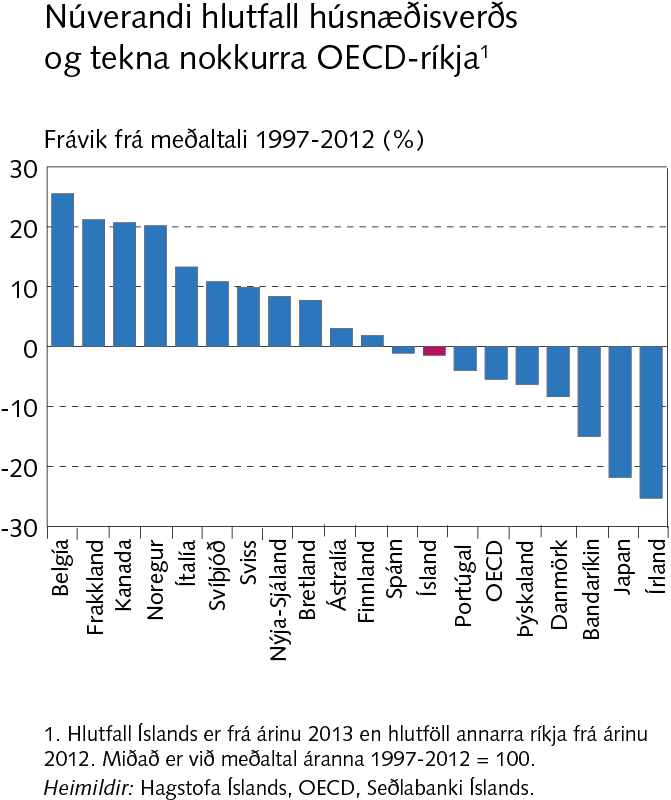 Núverandi hlutfall húsnæðisverðs
og tekna nokkurra OECD-ríkja¹
Frávik frá meðaltali 1997-2012 (%)
30
20
10
0
-10
-20
-30
Belgía
Frakkland
Kanada
Noregur
Ítalía
Svíþjóð
Sviss
Nýja-Sjáland
Bretland
Ástralía
Finnland
Spánn
Ísland
Portúgal
OECD
Þýskaland
Danmörk
Bandaríkin
Japan
Írland
1. Hlutfall Íslands er frá árinu 2013 en hlutföll annarra ríkja frá árinu
2012. Miðað er við meðaltal áranna 1997-2012 = 100.
Heimildir: Hagstofa Íslands, OECD, Seðlabanki Íslands.